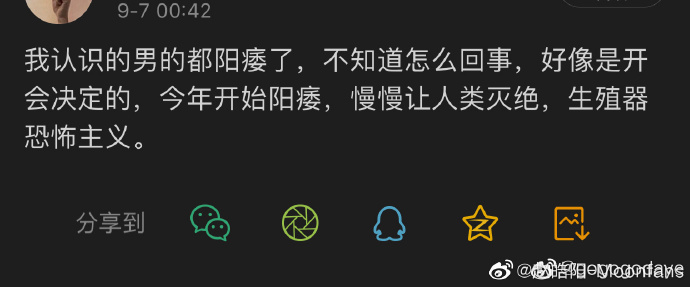 9-7 00:42
我认识的男的都阳痿了，不知道怎么回事，好像是开
会决定的，今年开始阳痿，慢慢让人类灭绝，生殖器
恐怖主义。
分享到